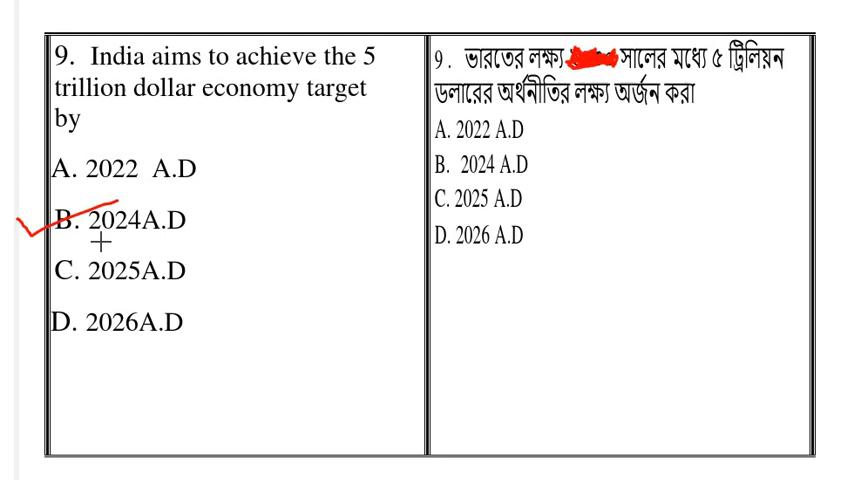 9. India aims to achieve the 5
trillion dollar economy target
by
A. 2022 A.D
B. 2024A.D
C. 2025A.D
D. 2026A.D
9. ভারতের লক্ষ্য সালের মধ্যে ৫ ট্রিলিয়ন
ডলারের অর্থনীতির লক্ষ্য অর্জন করা
A. 2022 A.D
B. 2024 A.D
C. 2025 A.D
D. 2026 A.D